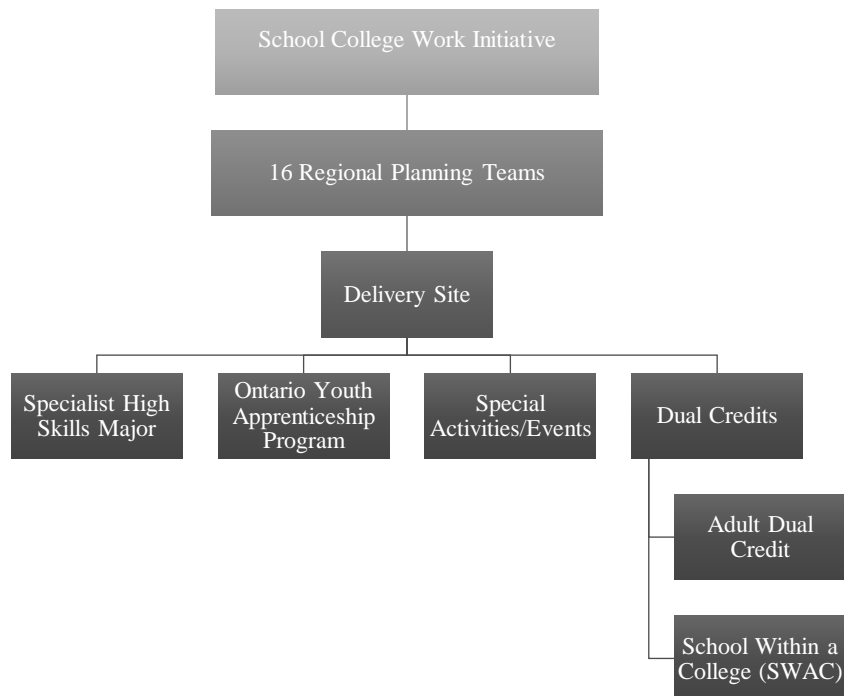 School College Work Initiative
16 Regional Planning Teams
Delivery Site
Specialist High
Skills Major
Ontario Youth
Apprenticeship
Program
Special
Activities/Events
Dual Credits
Adult Dual
Credit
School Within a
College (SWAC)